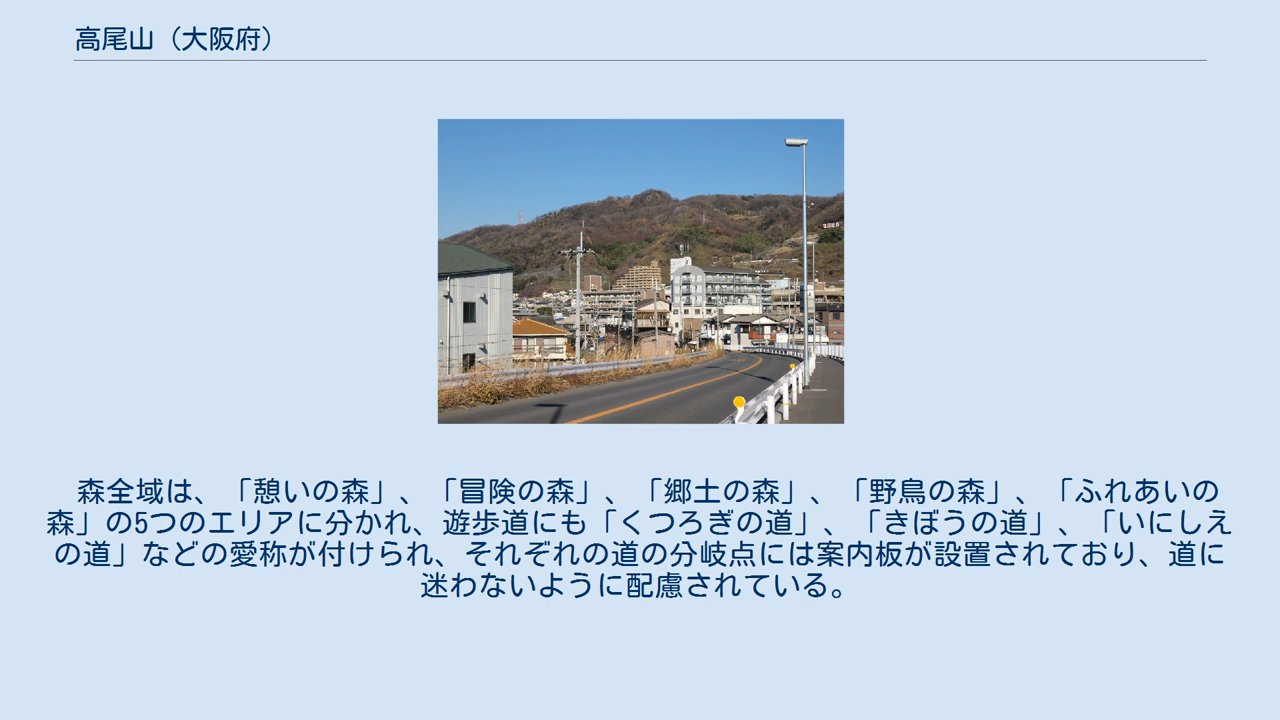 高尾山（大阪府）
森全域は、「憩いの森」、「冒険の森」、「郷土の森」、「野鳥の森」、「ふれあいの
森」の5つのエリアに分かれ、遊歩道にも「くつろぎの道」、「きぼうの道」、「いにしえ
の道」などの愛称が付けられ、それぞれの道の分岐点には案内板が設置されており、道に
迷わないように配慮されている。